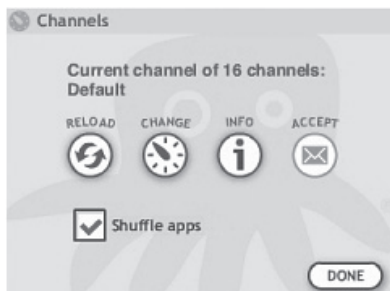 Channels
Current channel of 16 channels:
Default
RELOAD CHANGE INFO ACCEPT
Shuffle apps
DONE